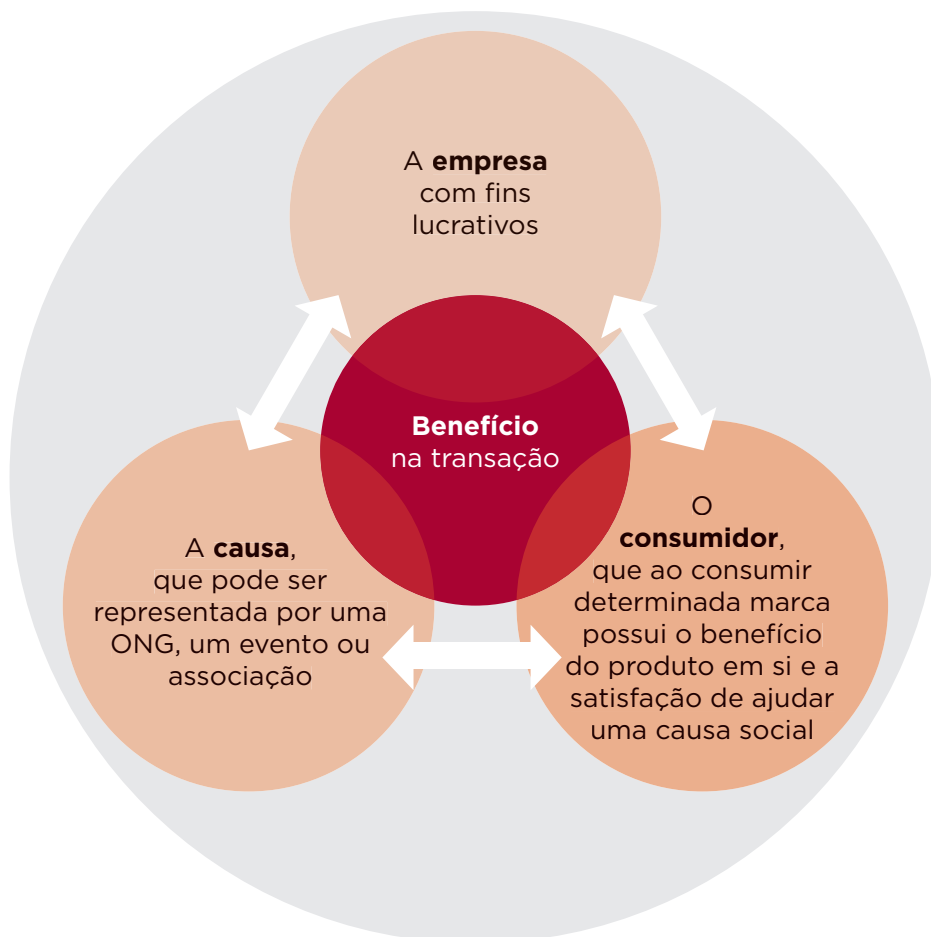 A empresa
com fins
lucrativos
Benefício
na transação
A causa,
que pode ser
representada por uma
ONG, um evento ou
associação
O
consumidor,
que ao consumir
determinada marca
possui o benefício
do produto em si e a
satisfação de ajudar
uma causa social